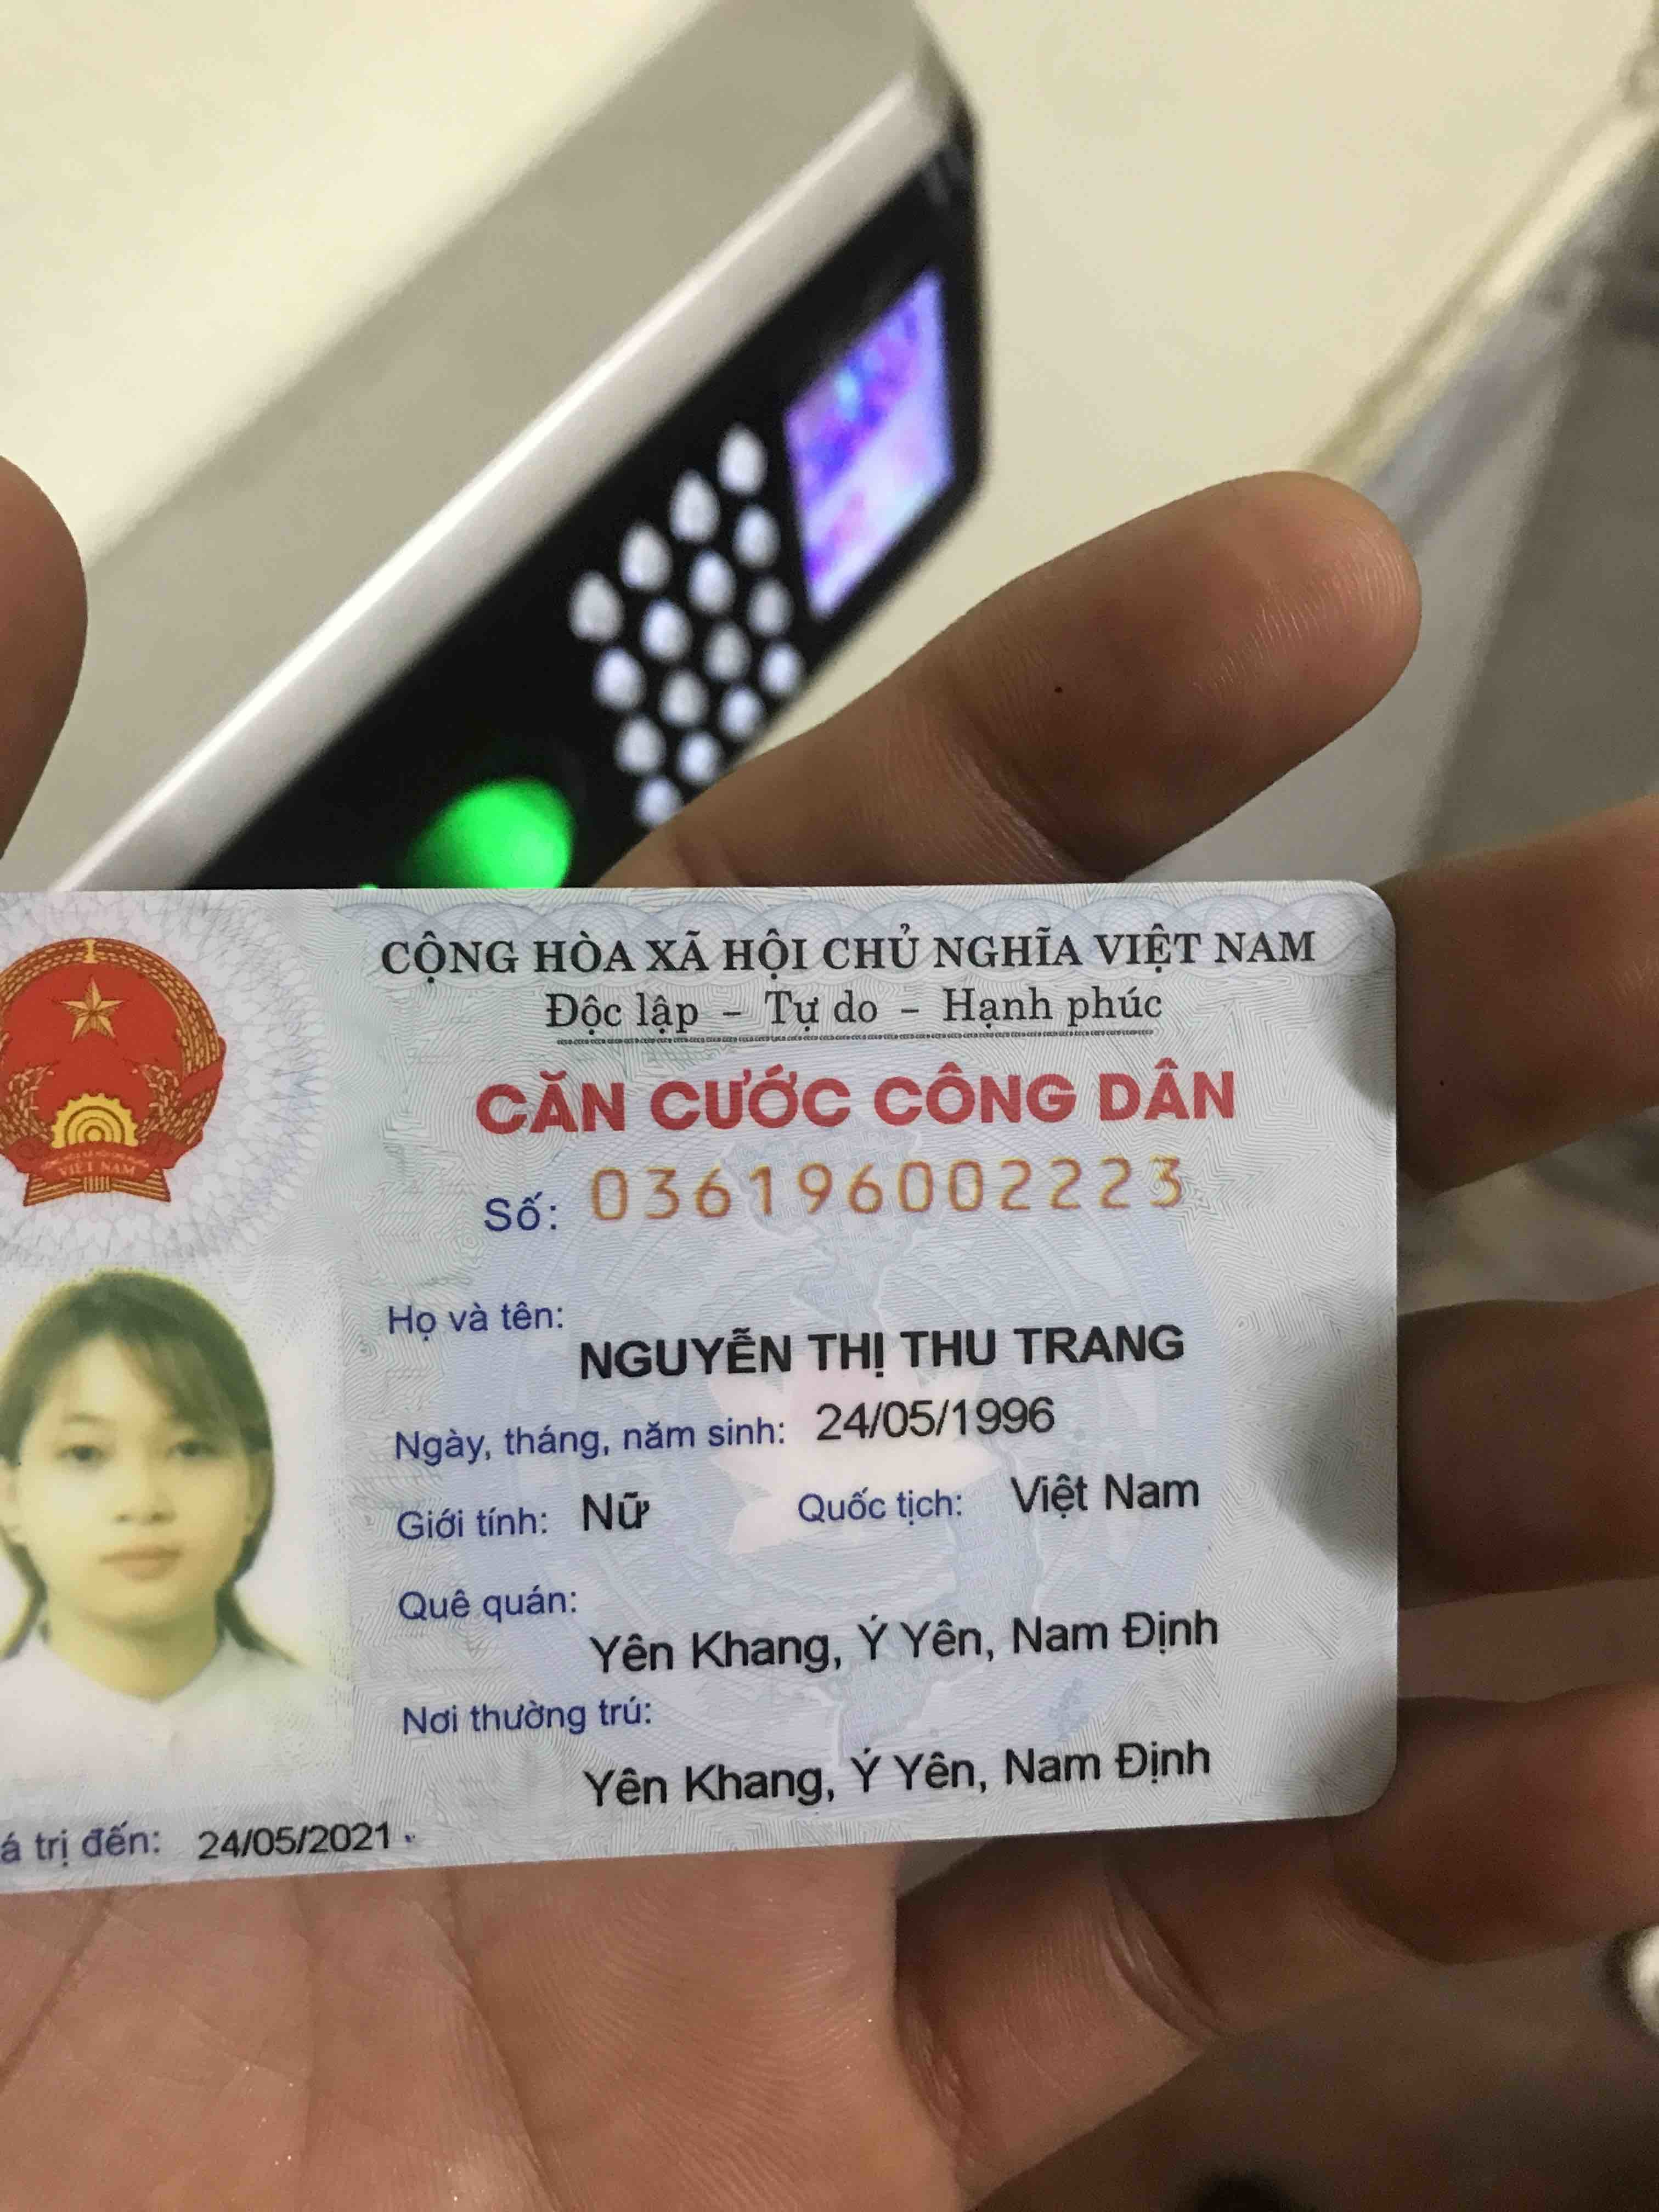 CỘNG HÒA XÃ HỘI CHỦ NGHĨA VIỆT NAM
Độc lập - Tự do - Hạnh phúc
CĂN CƯỚC CÔNG DÂN
Số: 036196002223
Họ và tên:
NGUYỄN THỊ THU TRANG
Ngày, tháng, năm sinh: 24/05/1996
Giới tính: Nữ Quốc tịch: Việt Nam
Quê quán:
Yên Khang, Ý Yên, Nam Định
Nơi thường trú:
Yên Khang, Ý Yên, Nam Định
á trị đến: 24/05/2021
VIỆT NAM